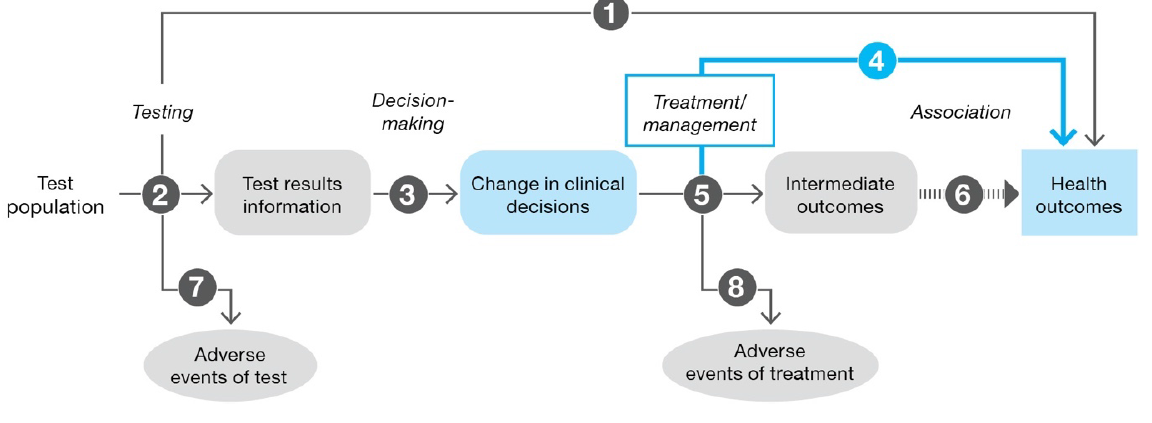 1
4
Testing
Decision-
making
Treatment/
management
Association
Test
population
2
Test results
information
3
Change in clinical
decisions
5
Intermediate
outcomes
6
Health
outcomes
7
8
Adverse
events of test
Adverse
events of treatment